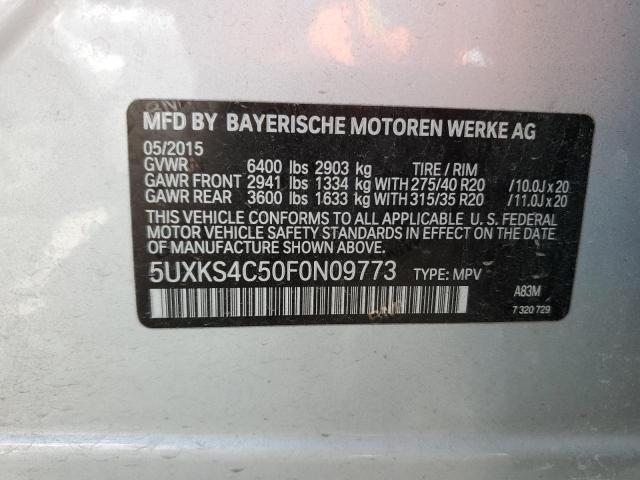 MFD BY BAYERISCHE MOTOREN WERKE AG
05/2015
GVWR 6400 lbs 2903 kg TIRE / RIM
GAWR FRONT 2941 lbs 1334 kg WITH 275/40 R20 /10.0J x 20
GAWR REAR 3600 lbs 1633 kg WITH 315/35 R20 /11.0J x 20
THIS VEHICLE CONFORMS TO ALL APPLICABLE U. S. FEDERAL
MOTOR VEHICLE SAFETY STANDARDS IN EFFECT ON THE DATE
OF MANUFACTURE SHOWN ABOVE.
5UXKS4C50F0N09773 TYPE: MPV
A83M
7 320 729